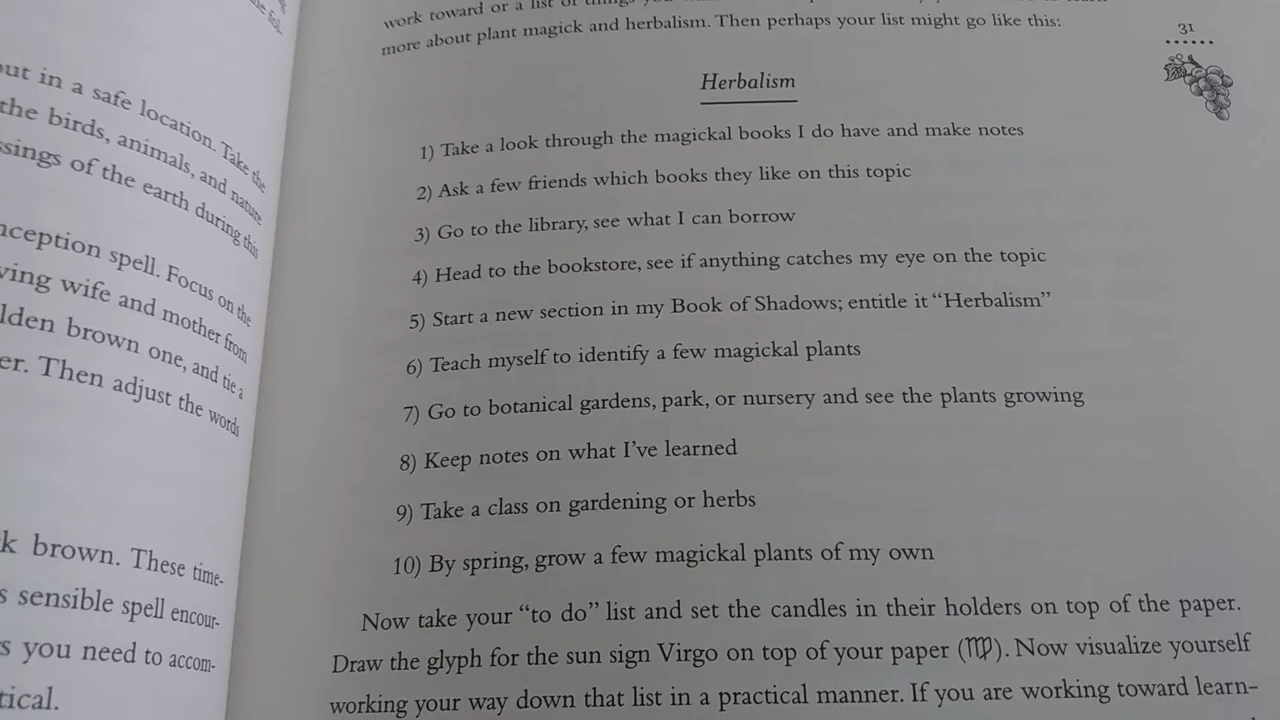 out in a safe location. Take the
the birds, animals, and nature
ssings of the earth during this
nception spell. Focus on the
ving wife and mother from
lden brown one, and tie a
er. Then adjust the words
k brown. These time-
s sensible spell encour-
s you need to accom-
tical.
work toward or a list of things you
more about plant magick and herbalism. Then perhaps your list might go like this:
31
Herbalism
1) Take a look through the magickal books I do have and make notes
2) Ask a few friends which books they like on this topic
3) Go to the library, see what I can borrow
4) Head to the bookstore, see if anything catches my eye on the topic
5) Start a new section in my Book of Shadows; entitle it “Herbalism”
6) Teach myself to identify a few magickal plants
7) Go to botanical gardens, park, or nursery and see the plants growing
8) Keep notes on what I’ve learned
9) Take a class on gardening or herbs
10) By spring, grow a few magickal plants of my own
Now take your “to do” list and set the candles in their holders on top of the paper.
Draw the glyph for the sun sign Virgo on top of your paper (♍). Now visualize yourself
working your way down that list in a practical manner. If you are working toward learn-